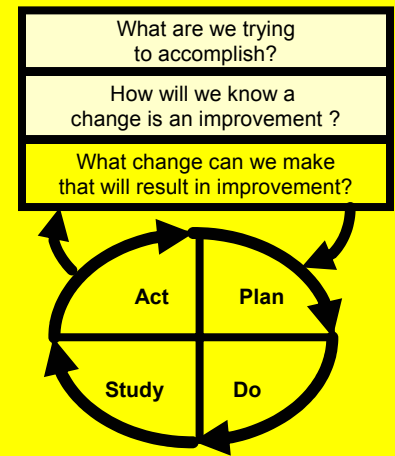 What are we trying
to accomplish?
How will we know a
change is an improvement ?
What change can we make
that will result in improvement?
Act Plan
Study Do